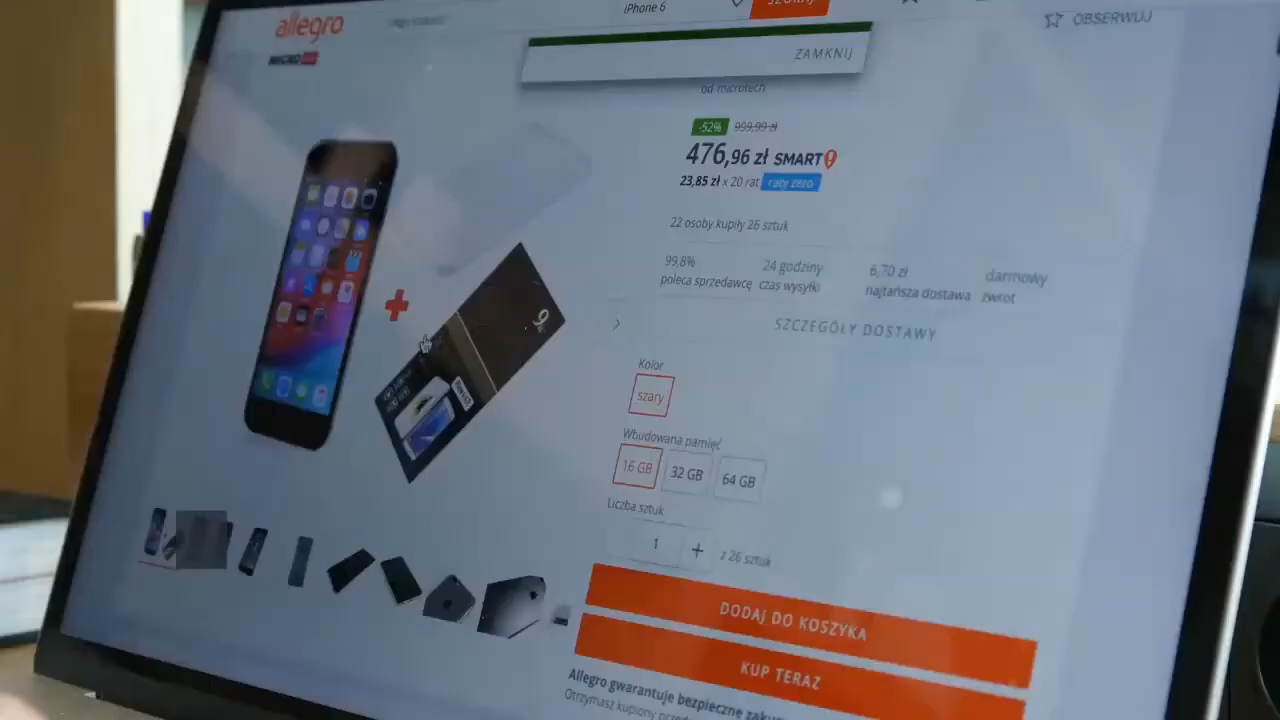 allegro
iPhone 6
OBSERWUJ
ZAMKNIJ
od microtech
-52% 999,99 zł
476,96 zł SMART!
23,85 zł x 20 rat raty zero
22 osoby kupiły 26 sztuk
99,8% poleca sprzedawcę
24 godziny czas wysyłki
6,70 zł najtańsza dostawa
darmowy zwrot
SZCZEGÓŁY DOSTAWY
Kolor
szary
Wbudowana pamięć
16 GB 32 GB 64 GB
Liczba sztuk
1 + z 26 sztuk
DODAJ DO KOSZYKA
KUP TERAZ
Allegro gwarantuje bezpieczne
Otrzymasz kupiony